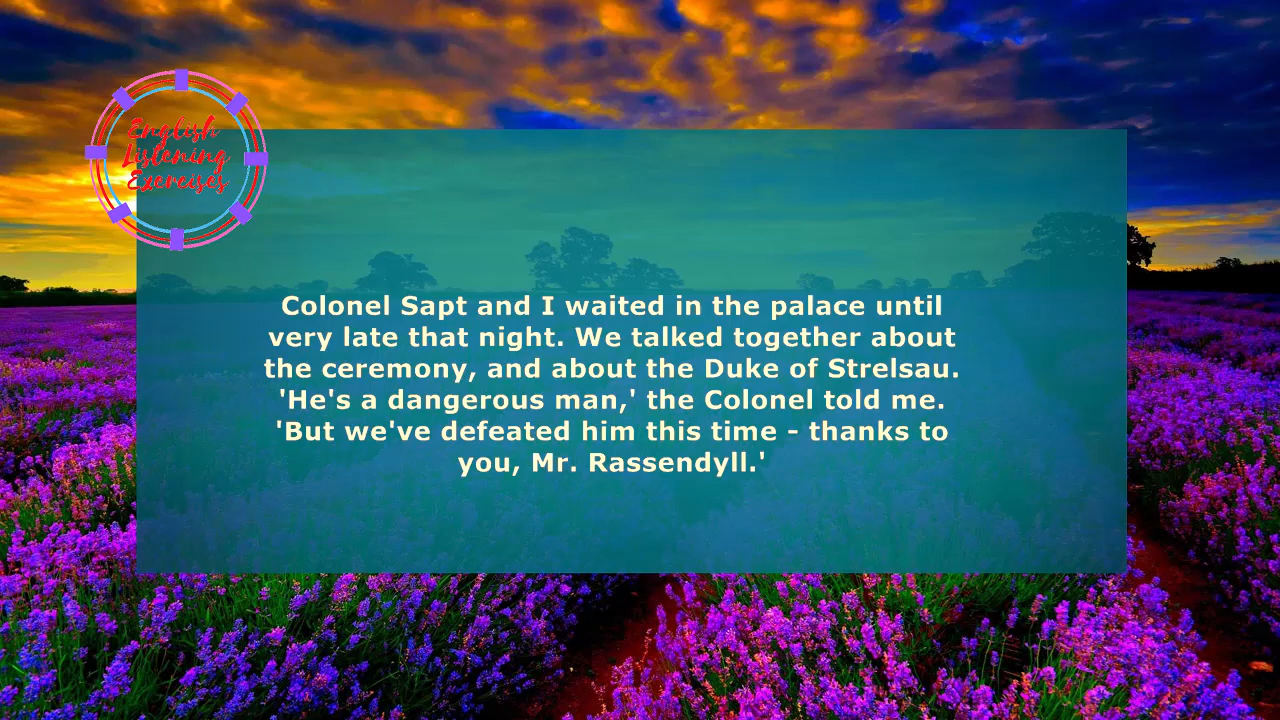 English
Listening
Exercises
Colonel Sapt and I waited in the palace until
very late that night. We talked together about
the ceremony, and about the Duke of Strelsau.
'He's a dangerous man,' the Colonel told me.
'But we've defeated him this time - thanks to
you, Mr. Rassendyll.'